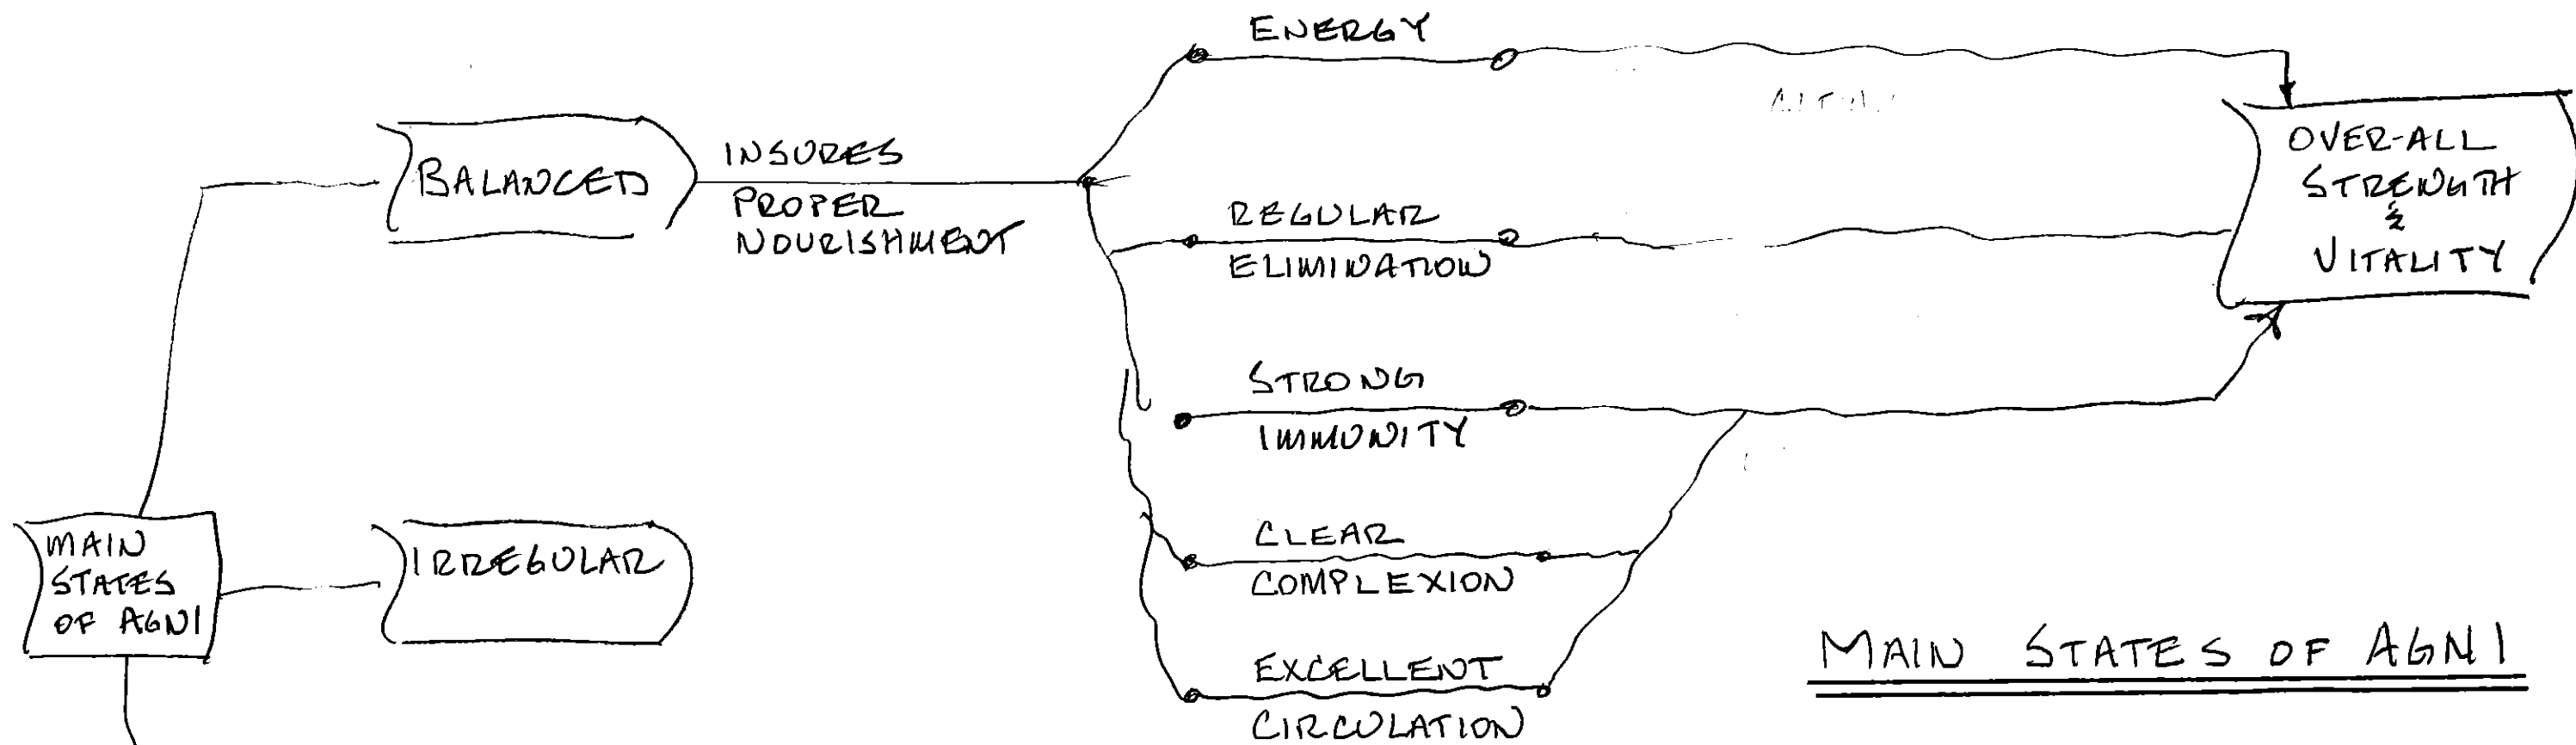 ENERGY
BALANCED
INSURES
PROPER
NOURISHMENT
REGULAR
ELIMINATION
OVER-ALL
STRENGTH
&
VITALITY
STRONG
IMMUNITY
MAIN
STATES
OF AGNI
IRREGULAR
CLEAR
COMPLEXION
EXCELLENT
CIRCULATION
MAIN STATES OF AGNI